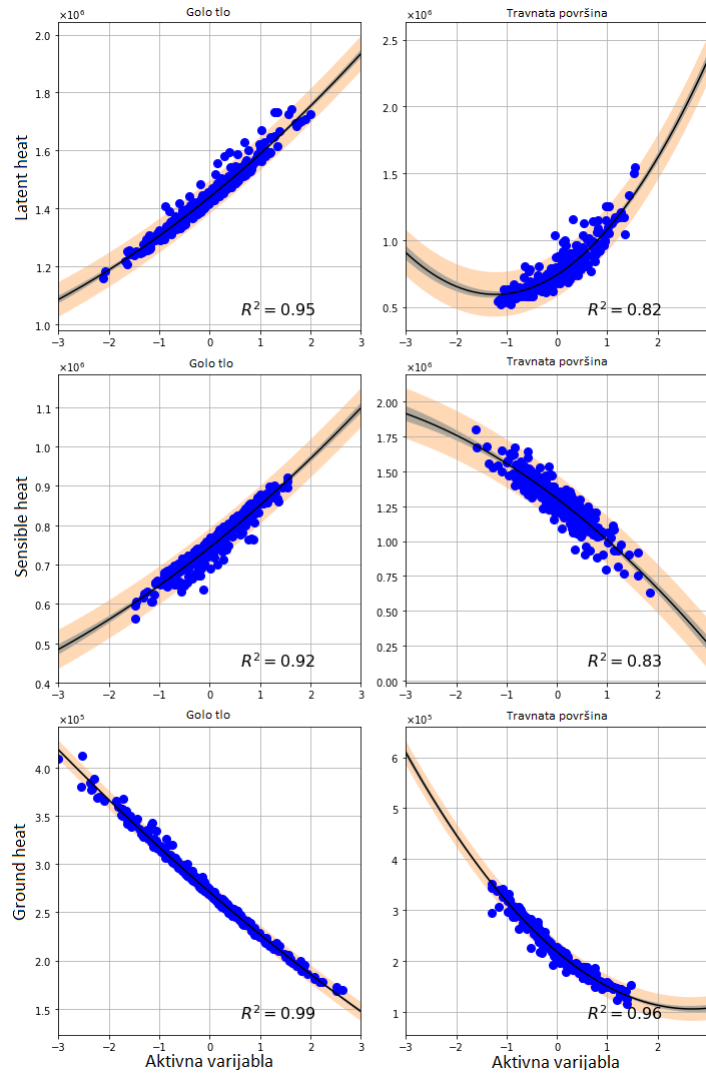 Golo tlo
Travnata površina
×10⁶
×10⁶
2.0
1.8
1.6
1.4
1.2
1.0
Latent heat
2.5
2.0
1.5
1.0
0.5
R² = 0.95
R² = 0.82
−3 −2 −1 0 1 2 3
−3 −2 −1 0 1 2
Golo tlo
Travnata površina
×10⁶
×10⁶
1.1
1.0
0.9
0.8
0.7
0.6
0.5
0.4
Sensible heat
2.00
1.75
1.50
1.25
1.00
0.75
0.50
0.25
0.00
R² = 0.92
R² = 0.83
−3 −2 −1 0 1 2 3
−3 −2 −1 0 1 2
Golo tlo
Travnata površina
×10⁵
×10⁵
4.0
3.5
3.0
2.5
2.0
1.5
Ground heat
6
5
4
3
2
1
R² = 0.99
R² = 0.96
−3 −2 −1 0 1 2 3
−3 −2 −1 0 1 2
Aktivna varijabla
Aktivna varijabla